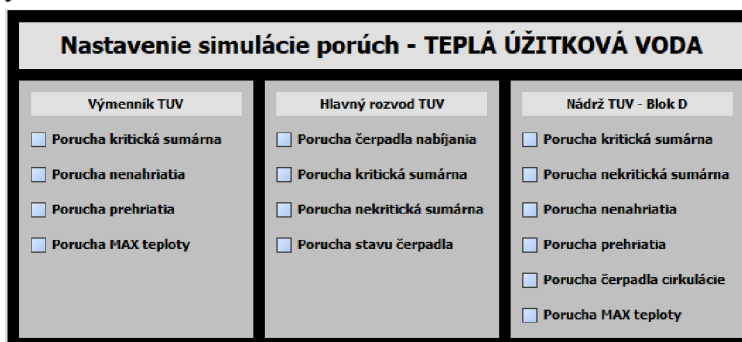 Nastavenie simulácie porúch - TEPLÁ ÚŽITKOVÁ VODA
Výmenník TUV
Porucha kritická sumárna
Porucha nenahriatia
Porucha prehriatia
Porucha MAX teploty
Hlavný rozvod TUV
Porucha čerpadla nabíjania
Porucha kritická sumárna
Porucha nekritická sumárna
Porucha stavu čerpadla
Nádrž TUV - Blok D
Porucha kritická sumárna
Porucha nekritická sumárna
Porucha nenahriatia
Porucha prehriatia
Porucha čerpadla cirkulácie
Porucha MAX teploty